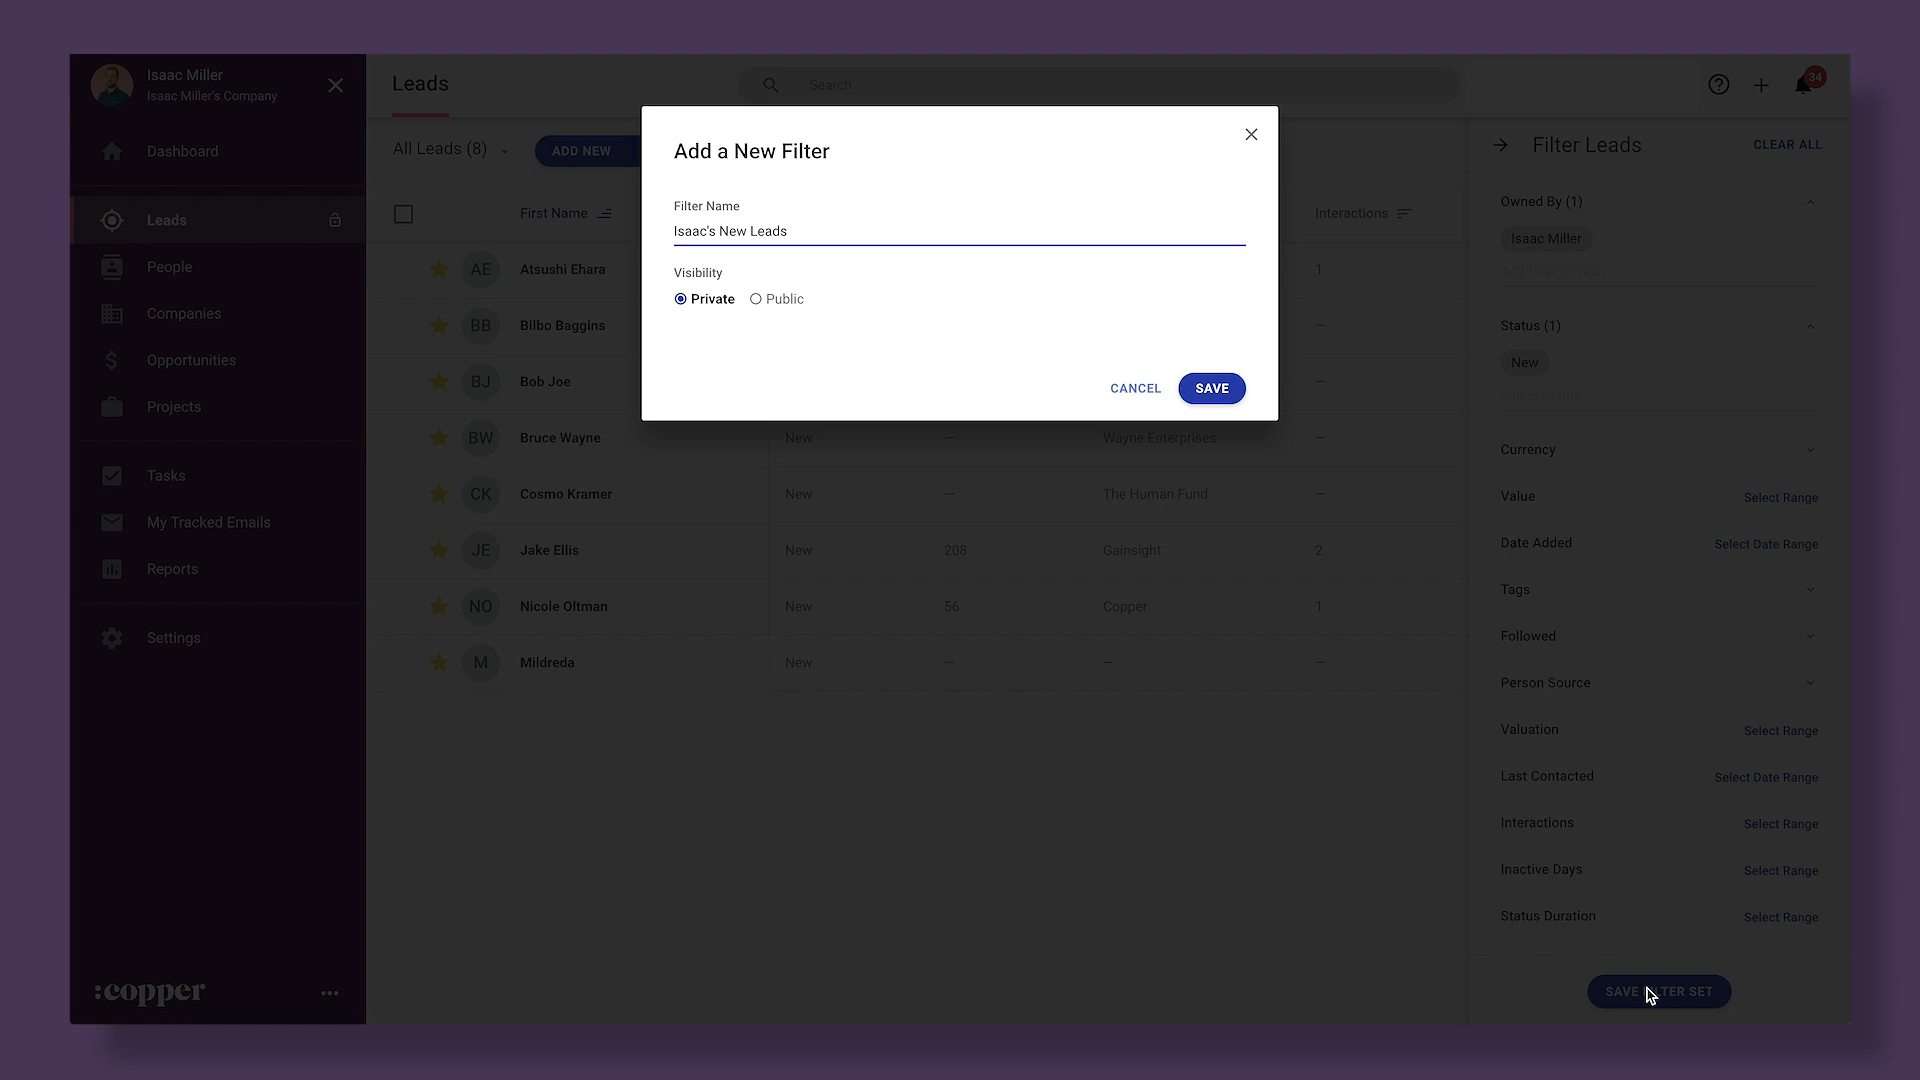 Isaac Miller
Isaac Miller's Company
Dashboard
Leads
People
Companies
Opportunities
Projects
Tasks
My Tracked Emails
Reports
Settings
:copper
Leads
Search
34
All Leads (8)
ADD NEW
First Name
Interactions
AE Atsushi Ehara 1
BB Bilbo Baggins —
BJ Bob Joe —
BW Bruce Wayne New — Wayne Enterprises —
CK Cosmo Kramer New — The Human Fund —
JE Jake Ellis New 208 Gainsight 2
NO Nicole Oltman New 56 Copper 1
M Mildreda New — — —
Add a New Filter
Filter Name
Isaac's New Leads
Visibility
Private Public
CANCEL SAVE
Filter Leads CLEAR ALL
Owned By (1)
Isaac Miller
Add User or Team
Status (1)
New
Select Status
Currency
Value Select Range
Date Added Select Date Range
Tags
Followed
Person Source
Valuation Select Range
Last Contacted Select Date Range
Interactions Select Range
Inactive Days Select Range
Status Duration Select Range
SAVE FILTER SET